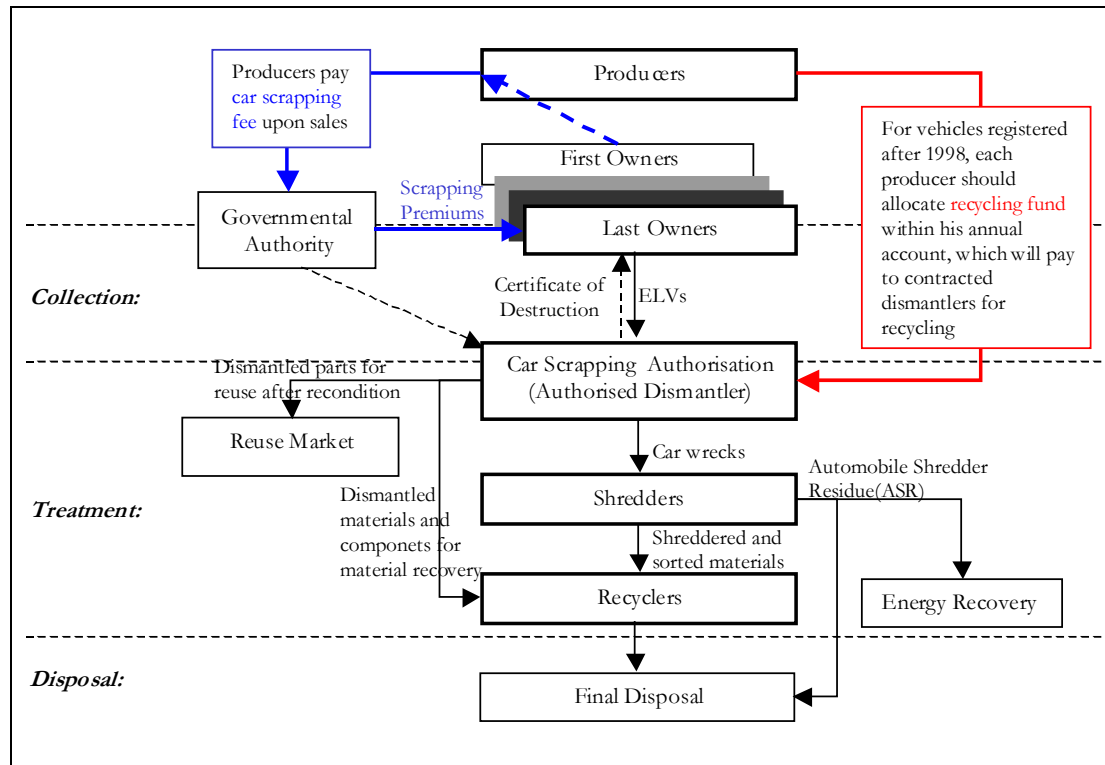 Producers pay
car scrapping
fee upon sales
Producers
For vehicles registered
after 1998, each
producer should
allocate recycling fund
within his annual
account, which will pay
to contracted
dismantlers for
recycling
First Owners
Scrapping
Premiums
Governmental
Authority
Last Owners
Collection:
Certificate of
Destruction
ELVs
Car Scrapping Authorisation
(Authorised Dismantler)
Dismantled parts for
reuse after recondition
Reuse Market
Car wrecks
Automobile Shredder
Residue(ASR)
Treatment:
Dismantled
materials and
componets for
material recovery
Shredders
Shreddered and
sorted materials
Recyclers
Energy Recovery
Disposal:
Final Disposal